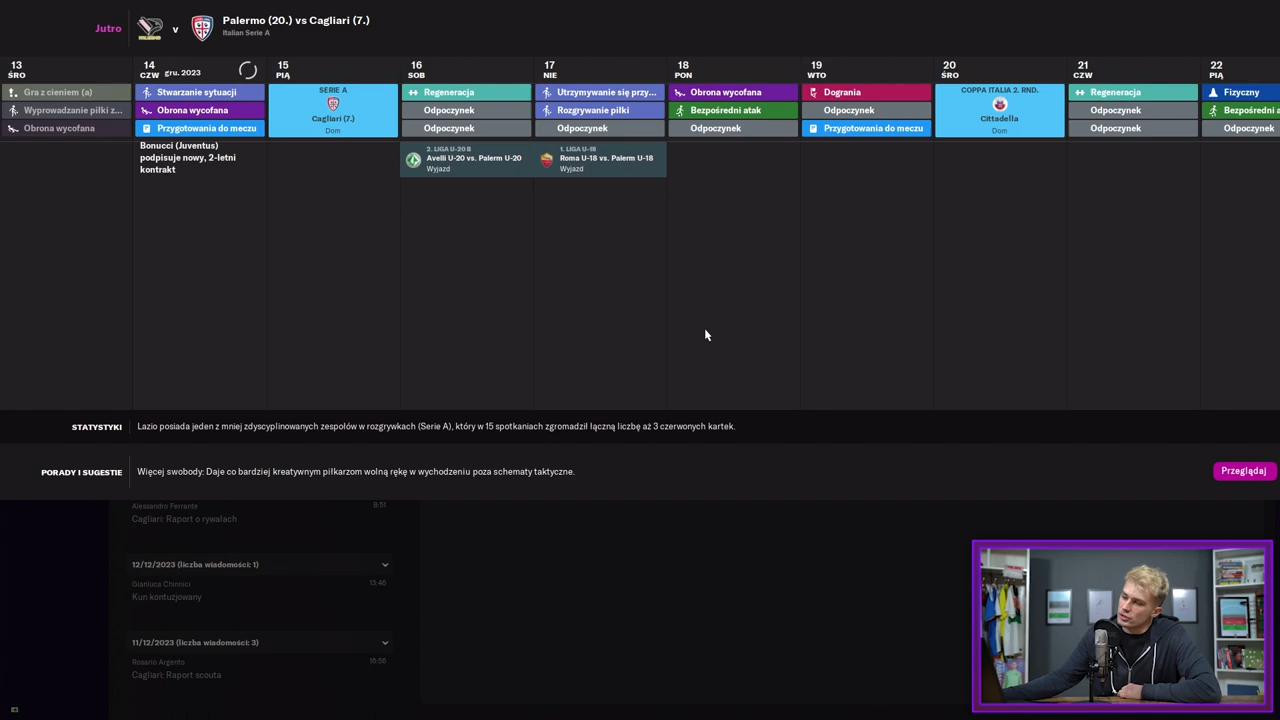 Jutro
v
Palermo (20.) vs Cagliari (7.)
Italian Serie A
13
ŚRO
14
CZW gru. 2023
15
PIĄ
16
SOB
17
NIE
18
PON
19
WTO
20
ŚRO
21
CZW
22
PIĄ
Gra z cieniem (a)
Wyprowadzanie piłki z...
Obrona wycofana
Stwarzanie sytuacji
Obrona wycofana
Przygotowania do meczu
SERIE A
Cagliari (7.)
Dom
Regeneracja
Odpoczynek
Odpoczynek
Utrzymywanie się przy...
Rozgrywanie piłki
Odpoczynek
Obrona wycofana
Bezpośredni atak
Odpoczynek
Dogrania
Odpoczynek
Przygotowania do meczu
COPPA ITALIA 2. RND.
Cittadella
Dom
Regeneracja
Odpoczynek
Odpoczynek
Fizyczny
Bezpośredni a
Odpoczynek
Bonucci (Juventus)
podpisuje nowy, 2-letni
kontrakt
2. LIGA U-20 B
Avelli U-20 vs. Palerm U-20
Wyjazd
1. LIGA U-18
Roma U-18 vs. Palerm U-18
Wyjazd
STATYSTYKI
Lazio posiada jeden z mniej zdyscyplinowanych zespołów w rozgrywkach (Serie A), który w 15 spotkaniach zgromadził łączną liczbę aż 3 czerwonych kartek.
PORADY I SUGESTIE
Więcej swobody: Daje co bardziej kreatywnym piłkarzom wolną rękę w wychodzeniu poza schematy taktyczne.
Przeglądaj
Alessandro Ferrante 8:51
Cagliari: Raport o rywalach
12/12/2023 (liczba wiadomości: 1)
Gianluca Chinnici 13:46
Kun kontuzjowany
11/12/2023 (liczba wiadomości: 3)
Rosario Argento 16:56
Cagliari: Raport scouta